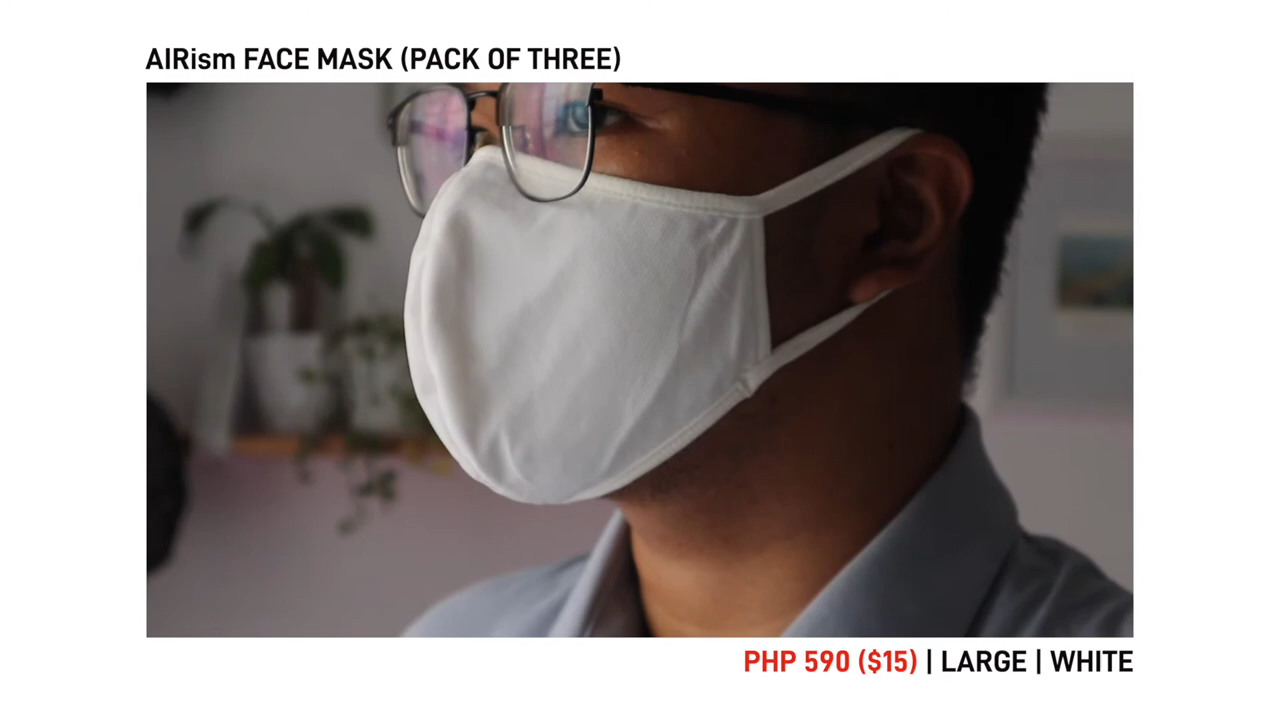 AIRism FACE MASK (PACK OF THREE)
PHP 590 ($15) | LARGE | WHITE